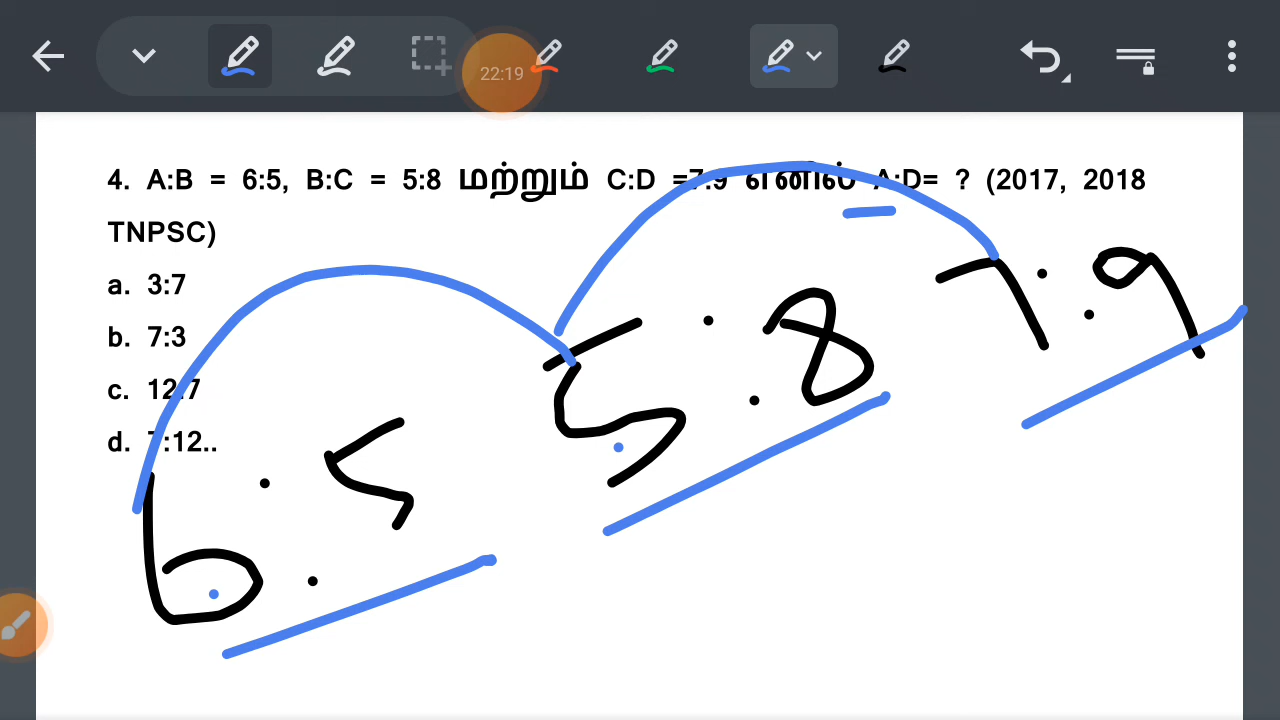 22:19
4. A:B = 6:5, B:C = 5:8 மற்றும் C:D =7:9 எனில் A:D= ? (2017, 2018
TNPSC)
a. 3:7
b. 7:3
c. 12:7
d. 7:12..
6 : 5 5 : 8 7 : 9